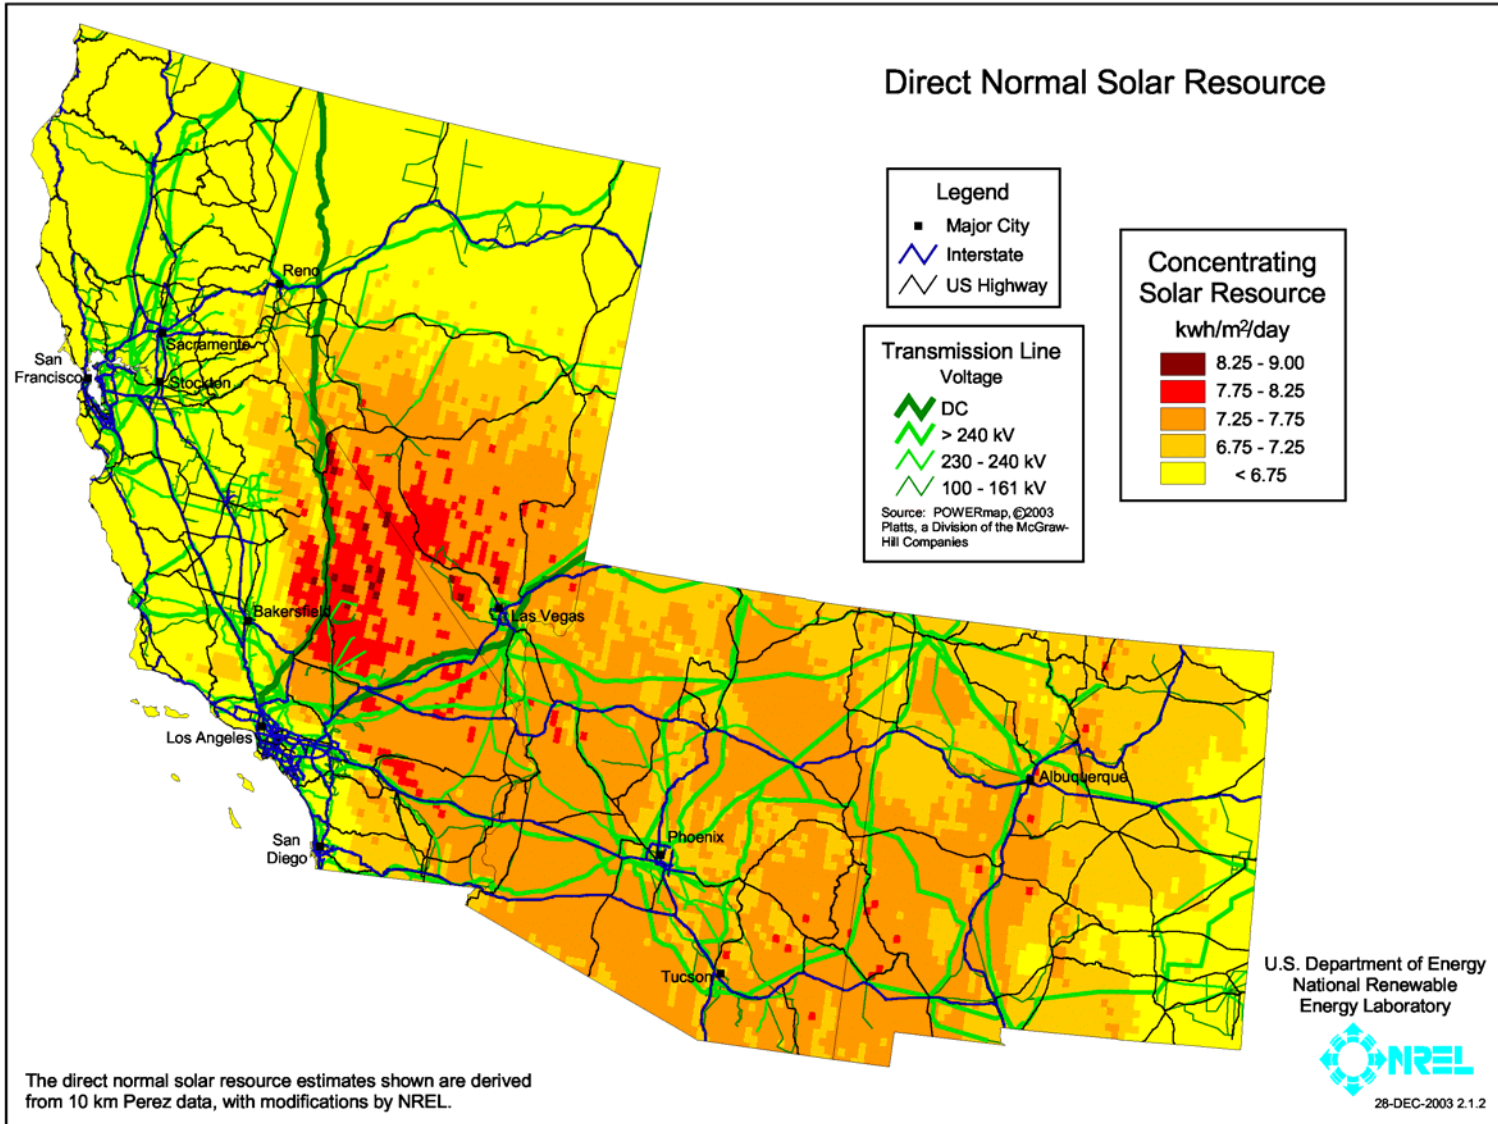 Direct Normal Solar Resource
Legend
Major City
Interstate
US Highway
Concentrating
Solar Resource
kwh/m²/day
8.25 - 9.00
7.75 - 8.25
7.25 - 7.75
6.75 - 7.25
< 6.75
Transmission Line
Voltage
DC
> 240 kV
230 - 240 kV
100 - 161 kV
Source: POWERmap, ©2003
Platts, a Division of the McGraw-
Hill Companies
Reno
Sacramento
San
Francisco
Stockton
Bakersfield
Las Vegas
Los Angeles
Albuquerque
San
Diego
Phoenix
Tucson
U.S. Department of Energy
National Renewable
Energy Laboratory
NREL
28-DEC-2003 2.1.2
The direct normal solar resource estimates shown are derived
from 10 km Perez data, with modifications by NREL.